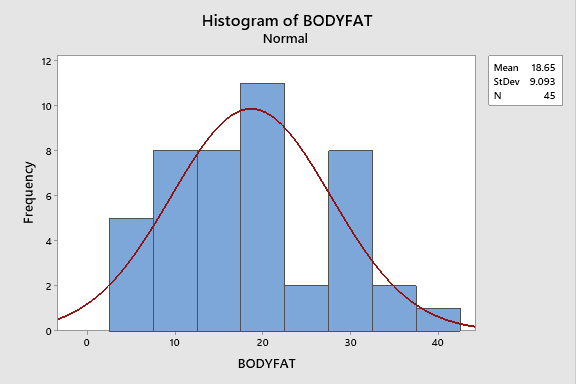 Histogram of BODYFAT
Normal
Mean 18.65
StDev 9.093
N 45
Frequency
12
10
8
6
4
2
0
0 10 20 30 40
BODYFAT